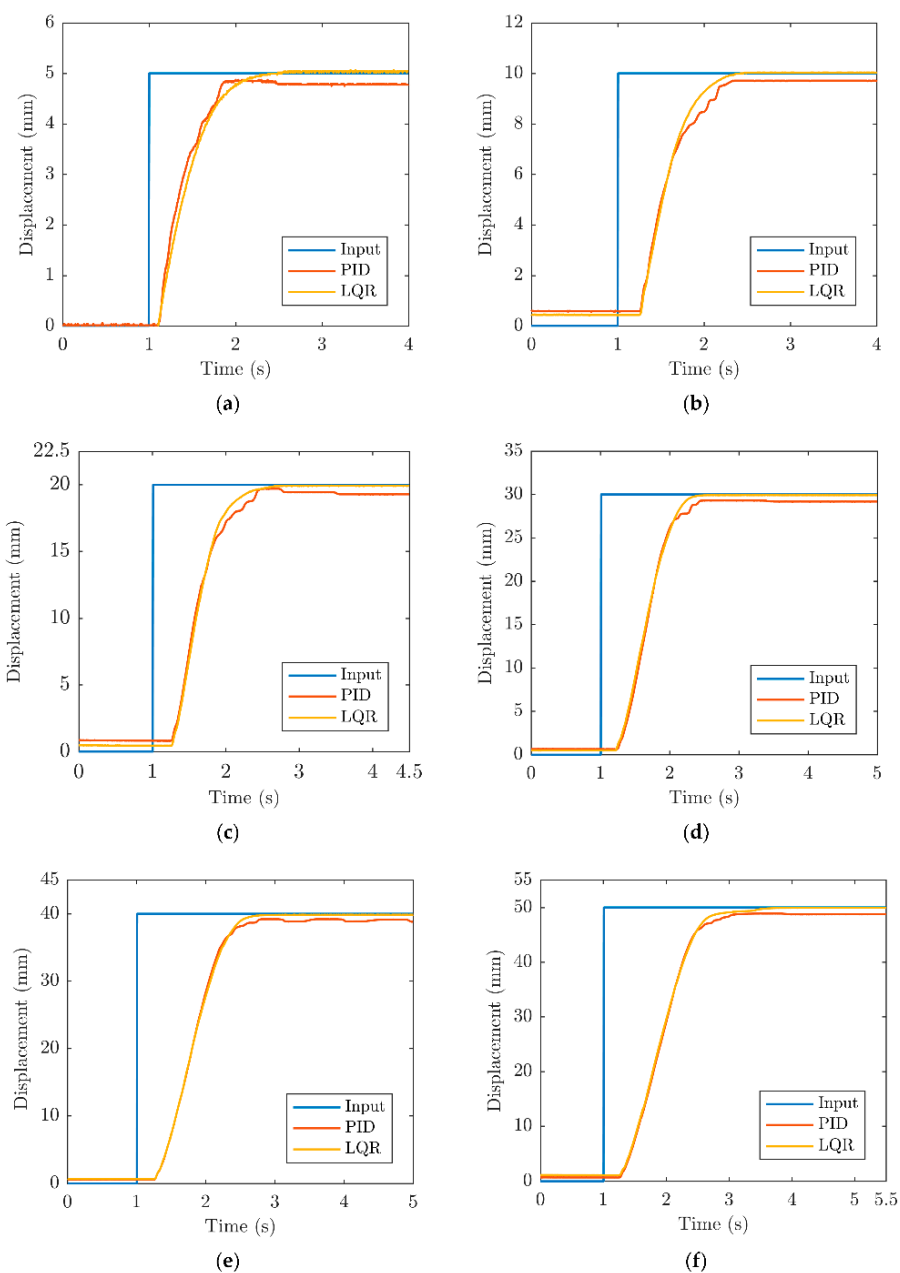 6
5
4
3
2
1
0
Displacement (mm)
Input
PID
LQR
0 1 2 3 4
Time (s)
(a)
12
10
8
6
4
2
0
Displacement (mm)
Input
PID
LQR
0 1 2 3 4
Time (s)
(b)
22.5
20
15
10
5
0
Displacement (mm)
Input
PID
LQR
0 1 2 3 4 4.5
Time (s)
(c)
35
30
25
20
15
10
5
0
Displacement (mm)
Input
PID
LQR
0 1 2 3 4 5
Time (s)
(d)
45
40
30
20
10
0
Displacement (mm)
Input
PID
LQR
0 1 2 3 4 5
Time (s)
(e)
55
50
40
30
20
10
0
Displacement (mm)
Input
PID
LQR
0 1 2 3 4 5 5.5
Time (s)
(f)